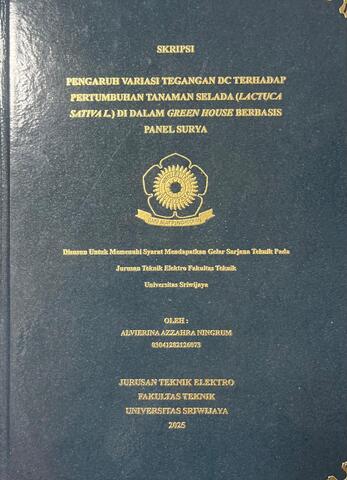 SKRIPSI
PENGARUH VARIASI TEGANGAN DC TERHADAP
PERTUMBUHAN TANAMAN SELADA (LACTUCA
SATIVA L.) DI DALAM GREEN HOUSE BERBASIS
PANEL SURYA
Disusun Untuk Memenuhi Syarat Mendapatkan Gelar Sarjana Teknik Pada
Jurusan Teknik Elektro Fakultas Teknik
Universitas Sriwijaya
OLEH :
ALVIERINA AZZAHRA NINGRUM
03041282126073
JURUSAN TEKNIK ELEKTRO
FAKULTAS TEKNIK
UNIVERSITAS SRIWIJAYA
2025